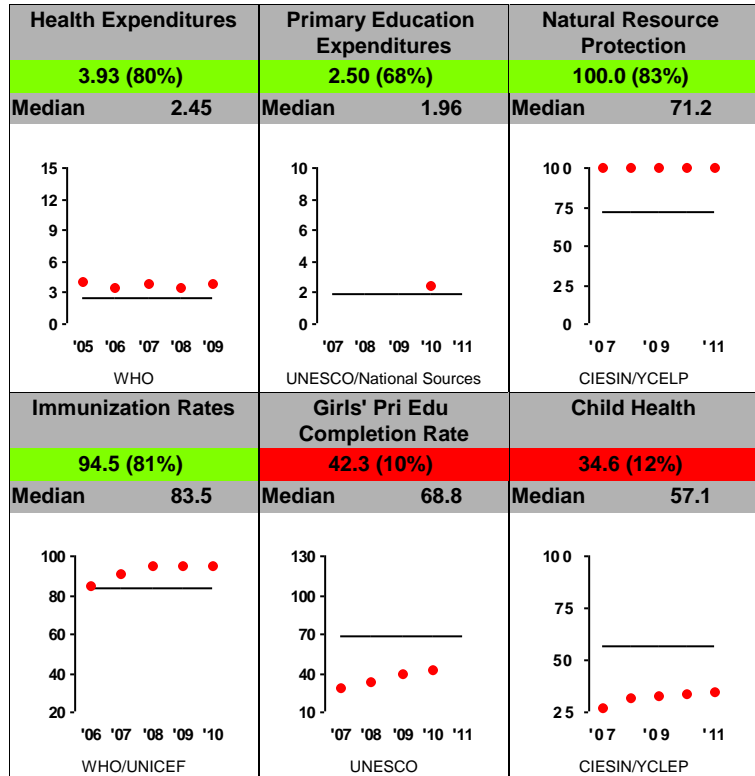 Health Expenditures
3.93 (80%)
Median 2.45
15
12
9
6
3
0
'05 '06 '07 '08 '09
WHO
Primary Education
Expenditures
2.50 (68%)
Median 1.96
10
8
6
4
2
0
'07 '08 '09 '10 '11
UNESCO/National Sources
Natural Resource
Protection
100.0 (83%)
Median 71.2
100
75
50
25
0
'07 '09 '11
CIESIN/YCELP
Immunization Rates
94.5 (81%)
Median 83.5
100
80
60
40
20
'06 '07 '08 '09 '10
WHO/UNICEF
Girls' Pri Edu
Completion Rate
42.3 (10%)
Median 68.8
130
100
70
40
10
'07 '08 '09 '10 '11
UNESCO
Child Health
34.6 (12%)
Median 57.1
100
75
50
25
'07 '09 '11
CIESIN/YCLEP